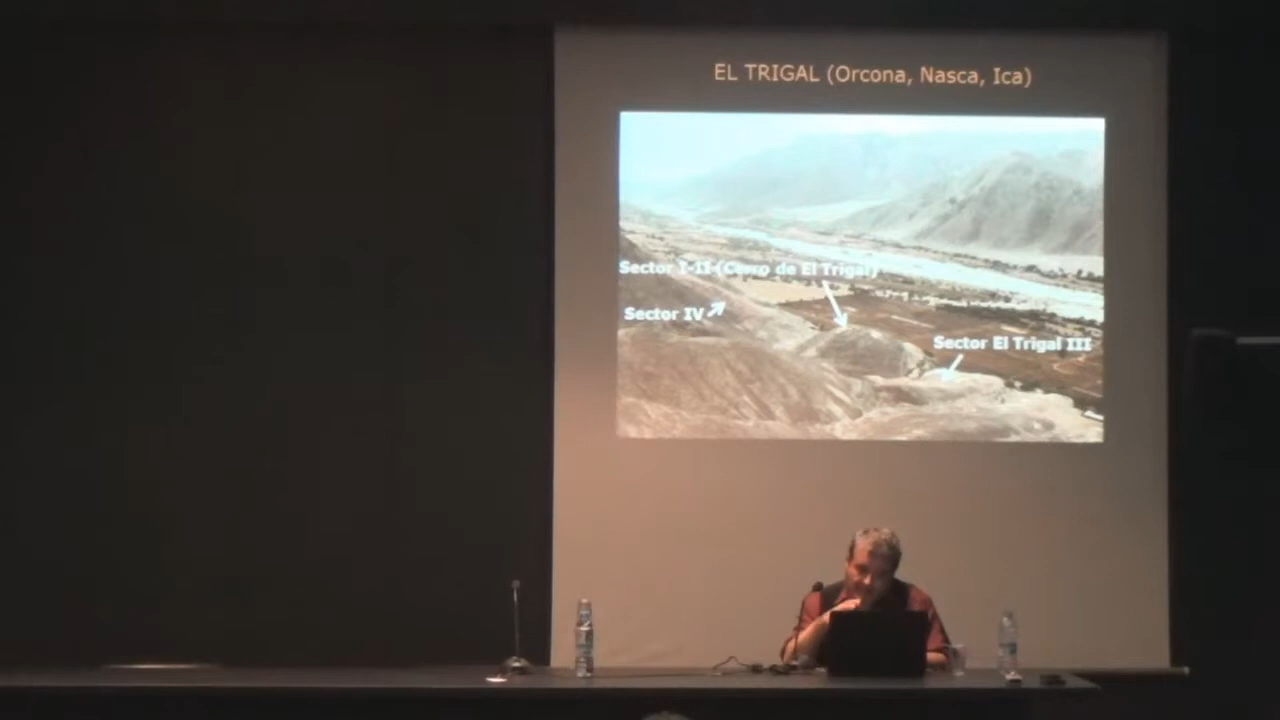 EL TRIGAL (Orcona, Nasca, Ica)
Sector I-II (Cerro de El Trigal)
Sector IV
Sector El Trigal III